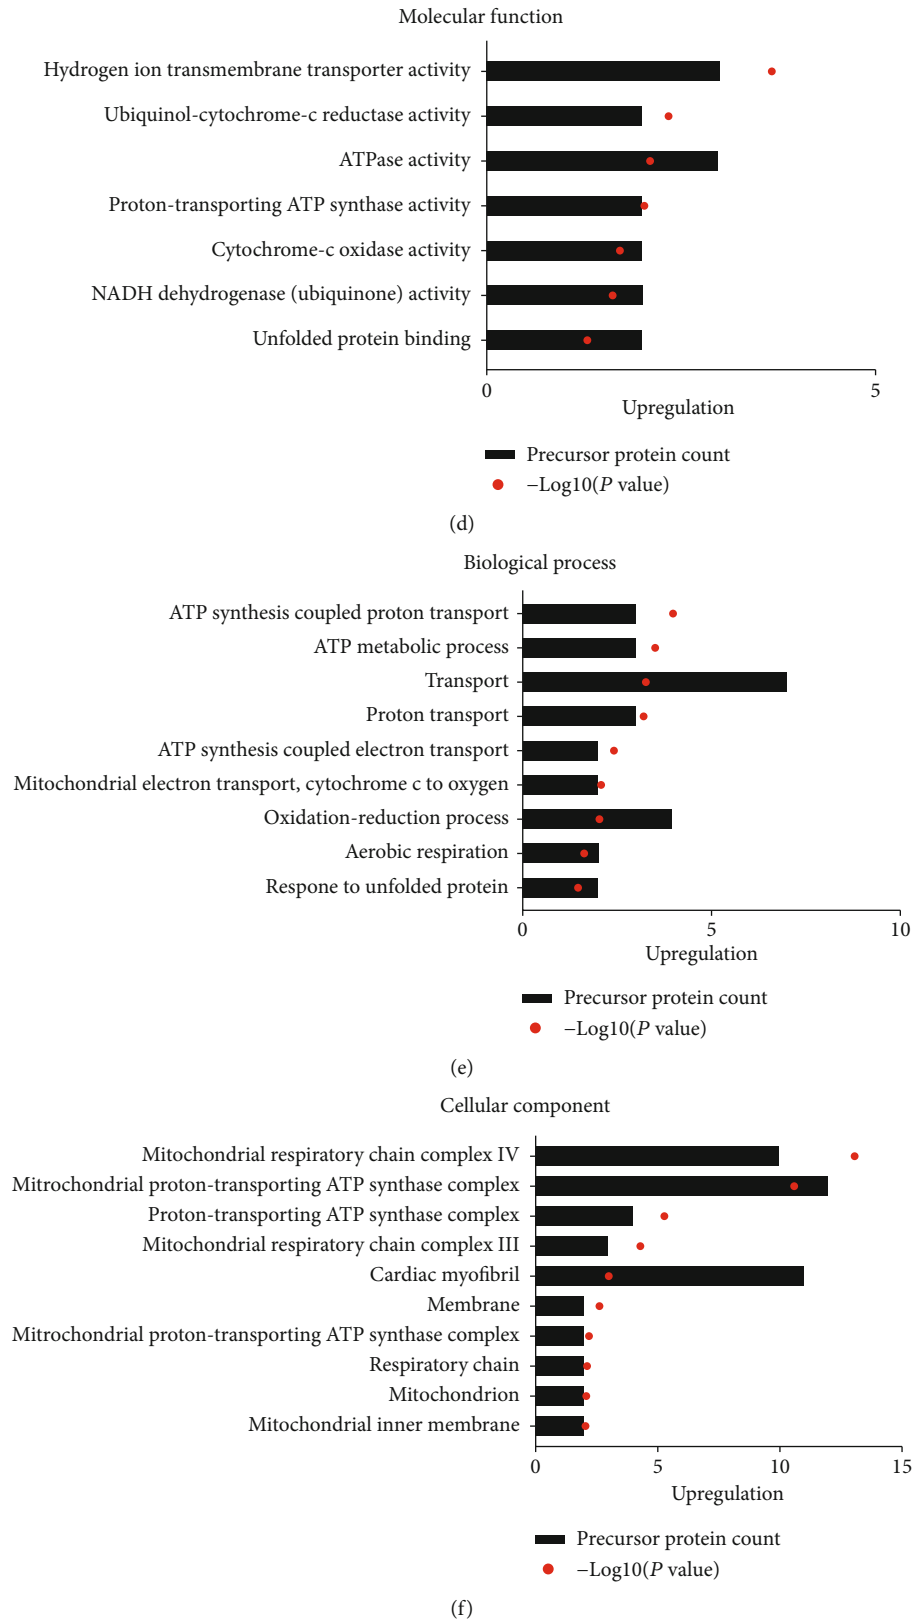 Molecular function
Hydrogen ion transmembrane transporter activity
Ubiquinol-cytochrome-c reductase activity
ATPase activity
Proton-transporting ATP synthase activity
Cytochrome-c oxidase activity
NADH dehydrogenase (ubiquinone) activity
Unfolded protein binding
0 5
Upregulation
Precursor protein count
−Log10(P value)
(d)
Biological process
ATP synthesis coupled proton transport
ATP metabolic process
Transport
Proton transport
ATP synthesis coupled electron transport
Mitochondrial electron transport, cytochrome c to oxygen
Oxidation-reduction process
Aerobic respiration
Respone to unfolded protein
0 5 10
Upregulation
Precursor protein count
−Log10(P value)
(e)
Cellular component
Mitochondrial respiratory chain complex IV
Mitrochondrial proton-transporting ATP synthase complex
Proton-transporting ATP synthase complex
Mitochondrial respiratory chain complex III
Cardiac myofibril
Membrane
Mitrochondrial proton-transporting ATP synthase complex
Respiratory chain
Mitochondrion
Mitochondrial inner membrane
0 5 10 15
Upregulation
Precursor protein count
−Log10(P value)
(f)